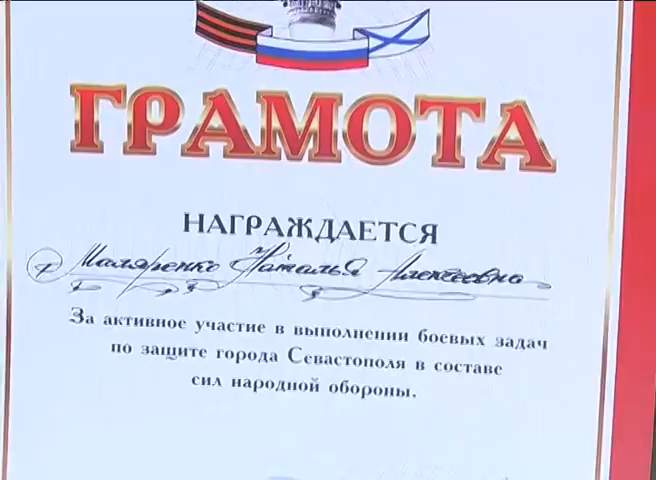 ГРАМОТА
НАГРАЖДАЕТСЯ
Маляренко Наталья Алексеевна
За активное участие в выполнении боевых задач
по защите города Севастополя в составе
сил народной обороны.